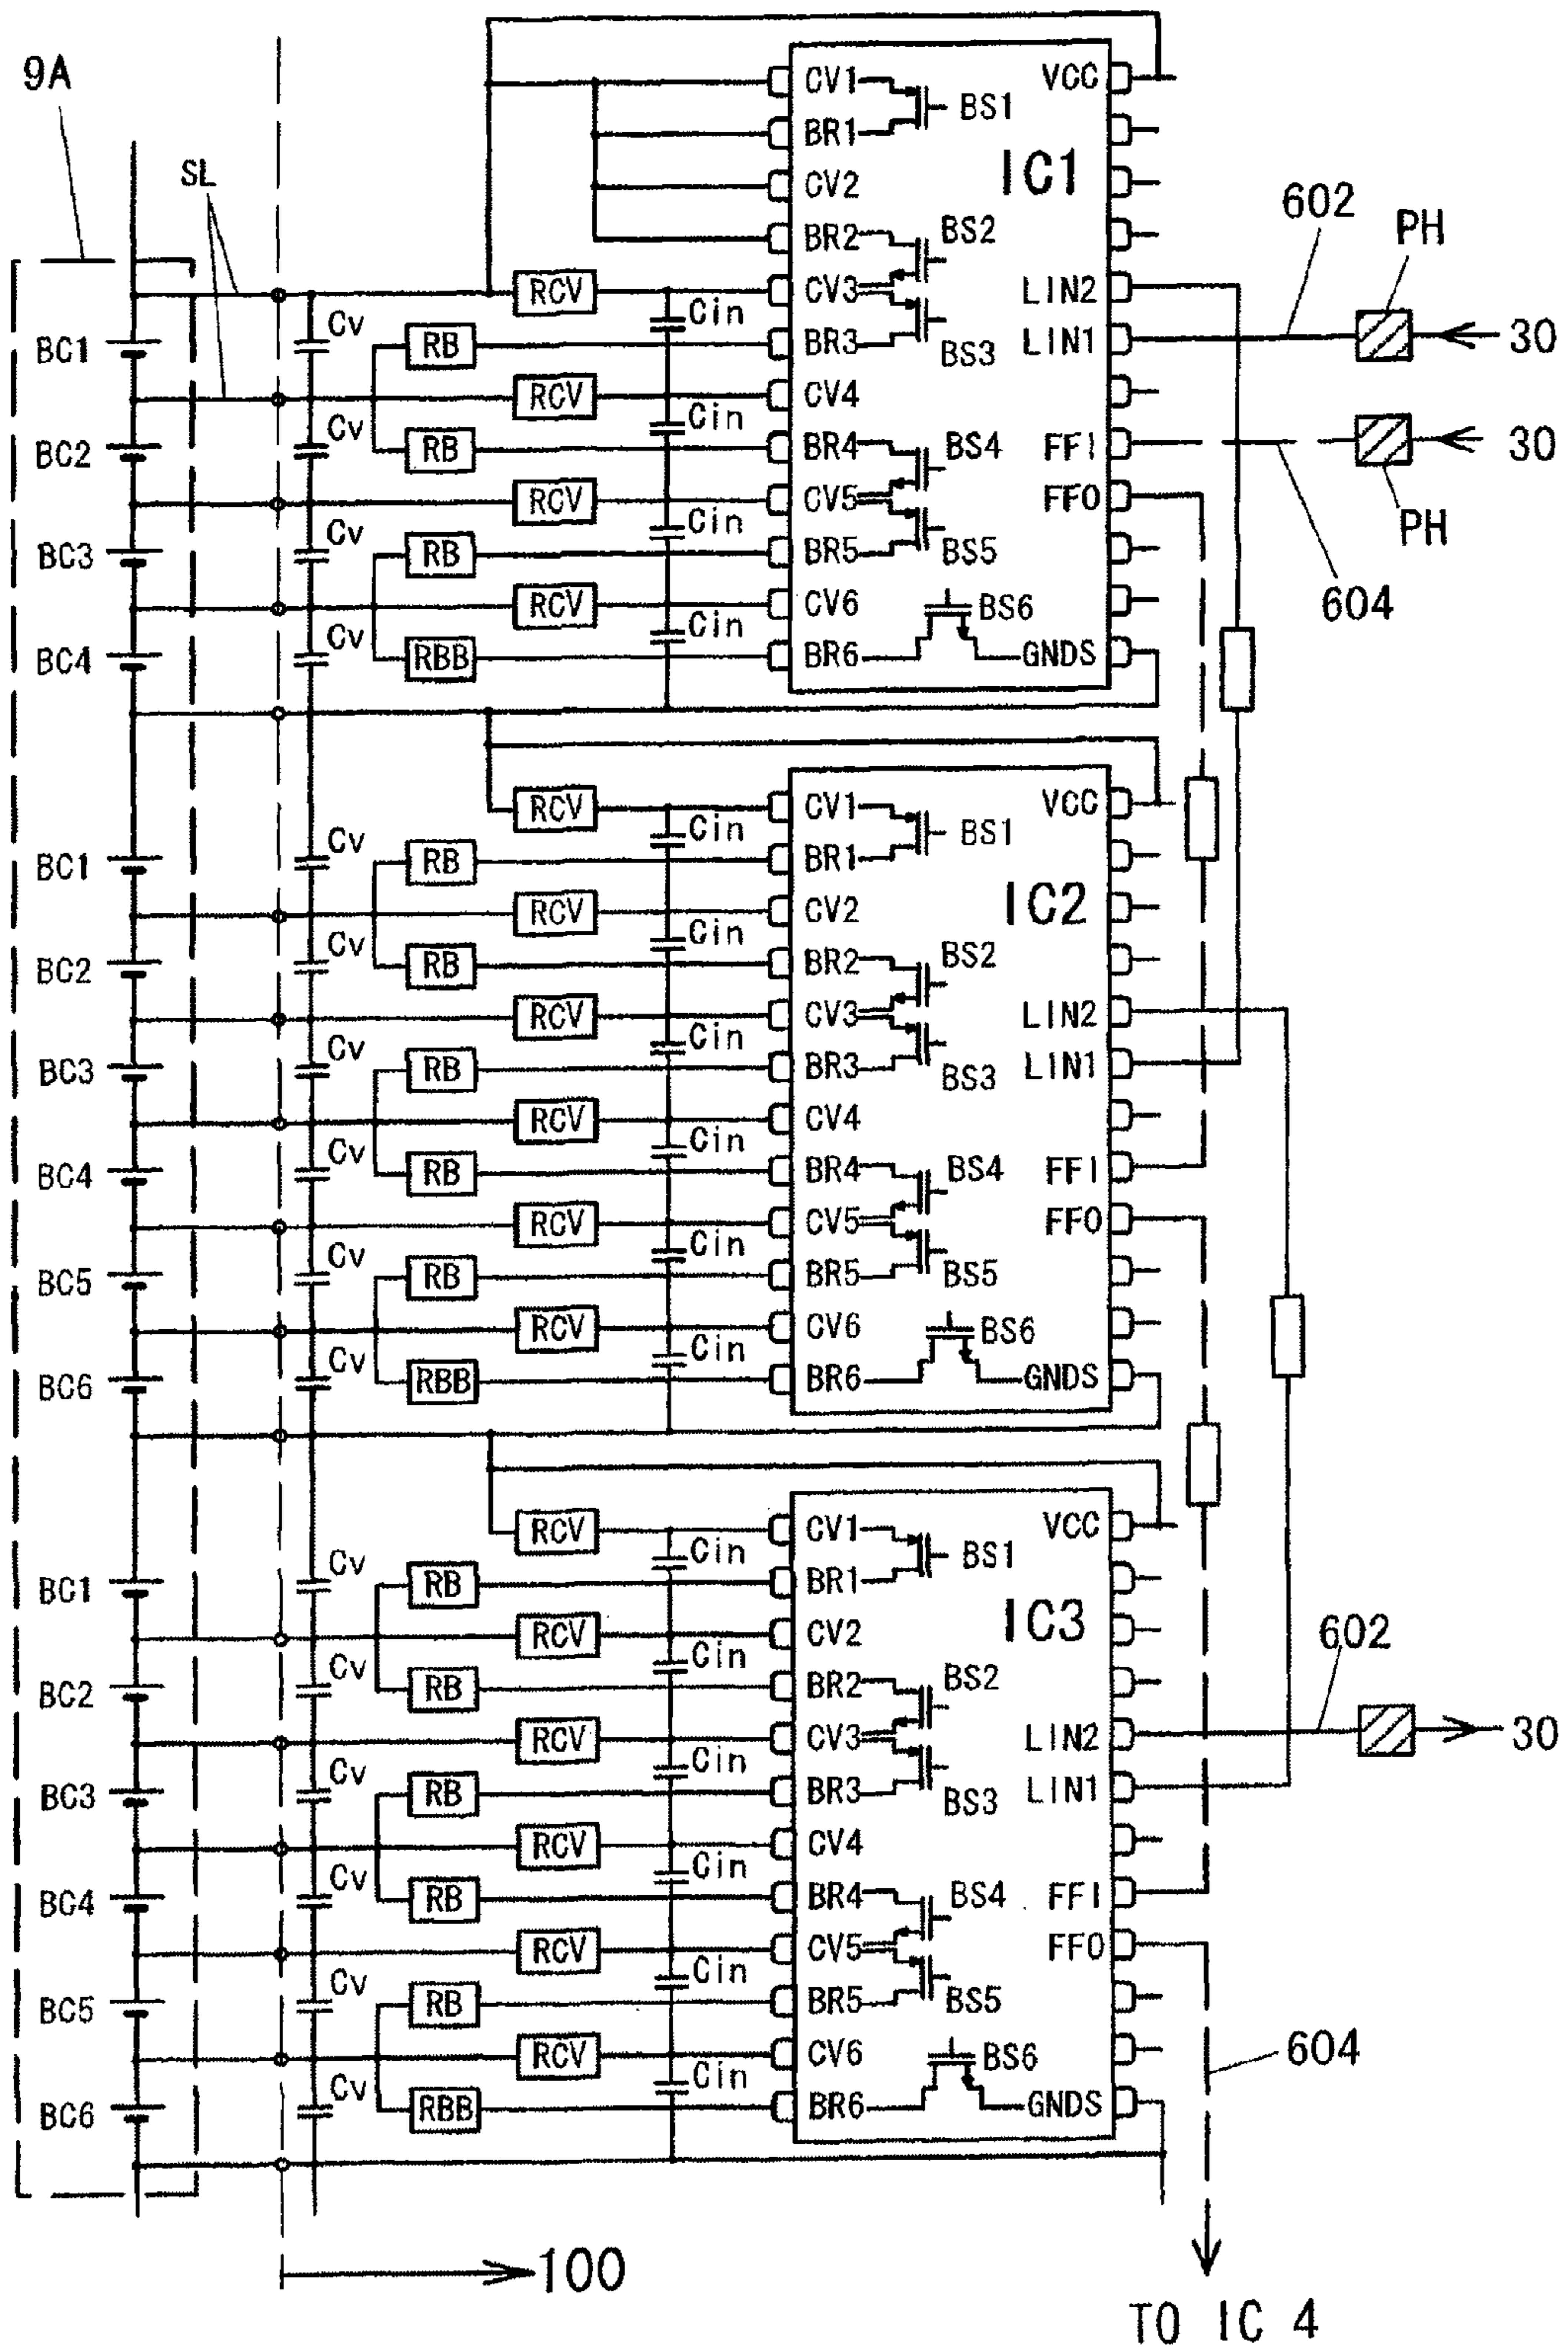 9A
SL
CV1
BS1
VCC
BR1
IC1
CV2
602
PH
BR2
BS2
RCV
CV3
LIN2
Cv
Cin
BC1
RB
BR3
BS3
LIN1
30
RCV
CV4
Cv
Cin
BC2
RB
BR4
BS4
FFI
30
RCV
CV5
FFO
PH
Cv
Cin
BC3
RB
BR5
BS5
RCV
CV6
BS6
604
Cv
Cin
BC4
RBB
BR6
GNDS
RCV
CV1
VCC
Cv
Cin
BS1
BC1
RB
BR1
IC2
RCV
CV2
Cv
Cin
BC2
RB
BR2
BS2
RCV
CV3
LIN2
Cv
Cin
BC3
RB
BR3
BS3
LIN1
RCV
CV4
Cv
Cin
BC4
RB
BR4
BS4
FFI
RCV
CV5
FFO
Cv
Cin
BC5
RB
BR5
BS5
RCV
CV6
BS6
Cv
Cin
BC6
RBB
BR6
GNDS
RCV
CV1
VCC
Cv
Cin
BS1
BC1
RB
BR1
IC3
RCV
CV2
602
Cv
Cin
BC2
RB
BR2
BS2
RCV
CV3
LIN2
30
Cv
Cin
BC3
RB
BR3
BS3
LIN1
RCV
CV4
Cv
Cin
BC4
RB
BR4
BS4
FFI
RCV
CV5
FFO
Cv
Cin
BC5
RB
BR5
BS5
RCV
CV6
BS6
604
Cv
Cin
BC6
RBB
BR6
GNDS
100
TO IC 4